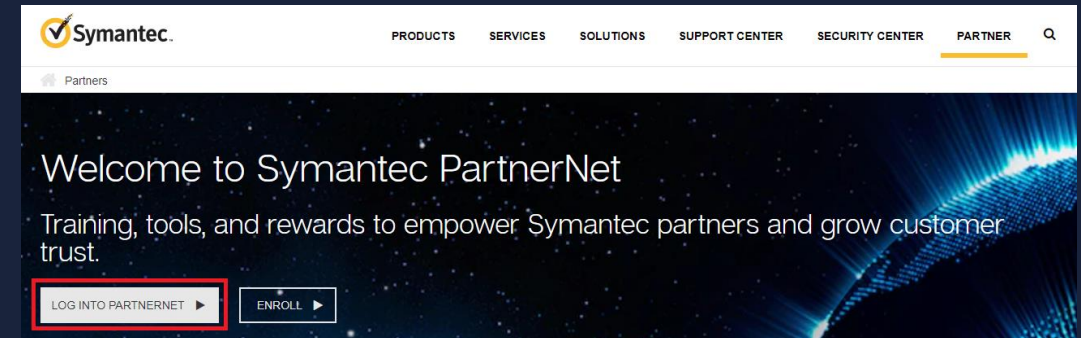 Symantec.
PRODUCTS SERVICES SOLUTIONS SUPPORT CENTER SECURITY CENTER PARTNER
Partners
Welcome to Symantec PartnerNet
Training, tools, and rewards to empower Symantec partners and grow customer
trust.
LOG INTO PARTNERNET ENROLL